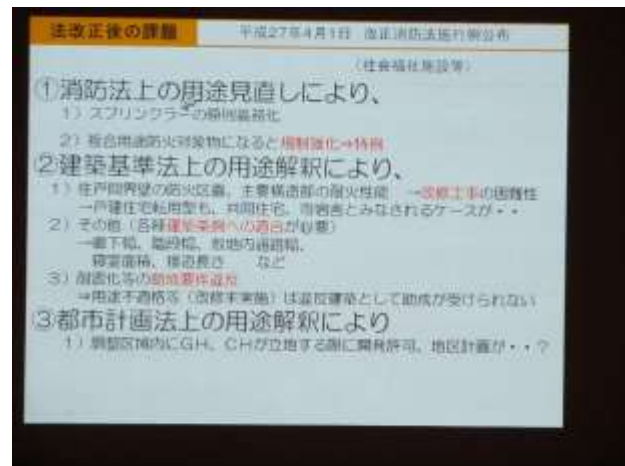 法改正後の課題
平成27年4月1日 改正消防法施行例公布
(社会福祉施設等)
①消防法上の用途見直しにより、
1)スプリンクラーの原則義務化
2)複合用途防火対象物になると規制強化→特例
②建築基準法上の用途解釈により、
1)住戸間界壁の防火区画、主要構造部の耐火性能 →改修工事の困難性
→戸建住宅転用型も、共同住宅、寄宿舎とみなされるケースが・・
2)その他(各種建築条例への適合が必要)
→廊下幅、階段幅、敷地内通路幅、
寝室面積、接道長さ など
3)耐震化等の助成要件違反
→用途不適格等(改修未実施)は違反建築として助成が受けられない
③都市計画法上の用途解釈により
1)調整区域内にGH、CHが立地する際に開発許可、地区計画が・・?